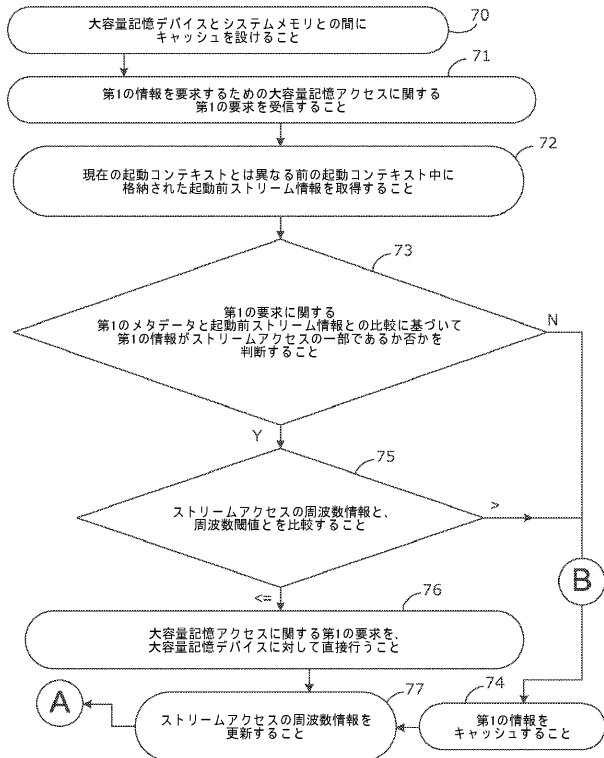 大容量記憶デバイスとシステムメモリとの間に
キャッシュを設けること
70
71
第1の情報を要求するための大容量記憶アクセスに関する
第1の要求を受信すること
72
現在の起動コンテキストとは異なる前の起動コンテキスト中に
格納された起動前ストリーム情報を取得すること
73
第1の要求に関する
第1のメタデータと起動前ストリーム情報との比較に基づいて
第1の情報がストリームアクセスの一部であるか否かを
判断すること
N
Y
75
ストリームアクセスの周波数情報と、
周波数閾値とを比較すること
>
B
<=
76
大容量記憶アクセスに関する第1の要求を、
大容量記憶デバイスに対して直接行うこと
A
77
ストリームアクセスの周波数情報を
更新すること
74
第1の情報を
キャッシュすること